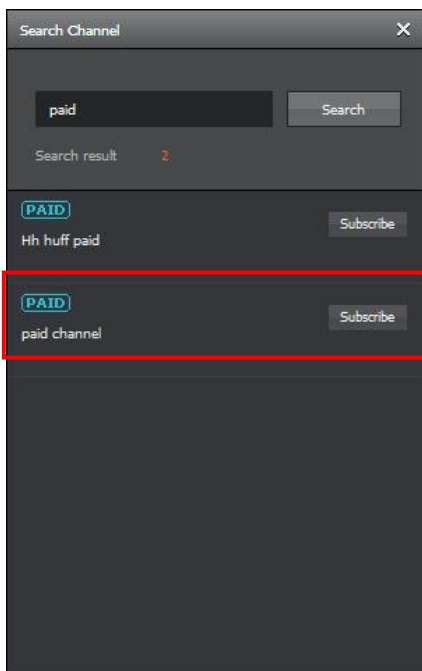 Search Channel
paid
Search
Search result 2
PAID
Hh huff paid
Subscribe
PAID
paid channel
Subscribe